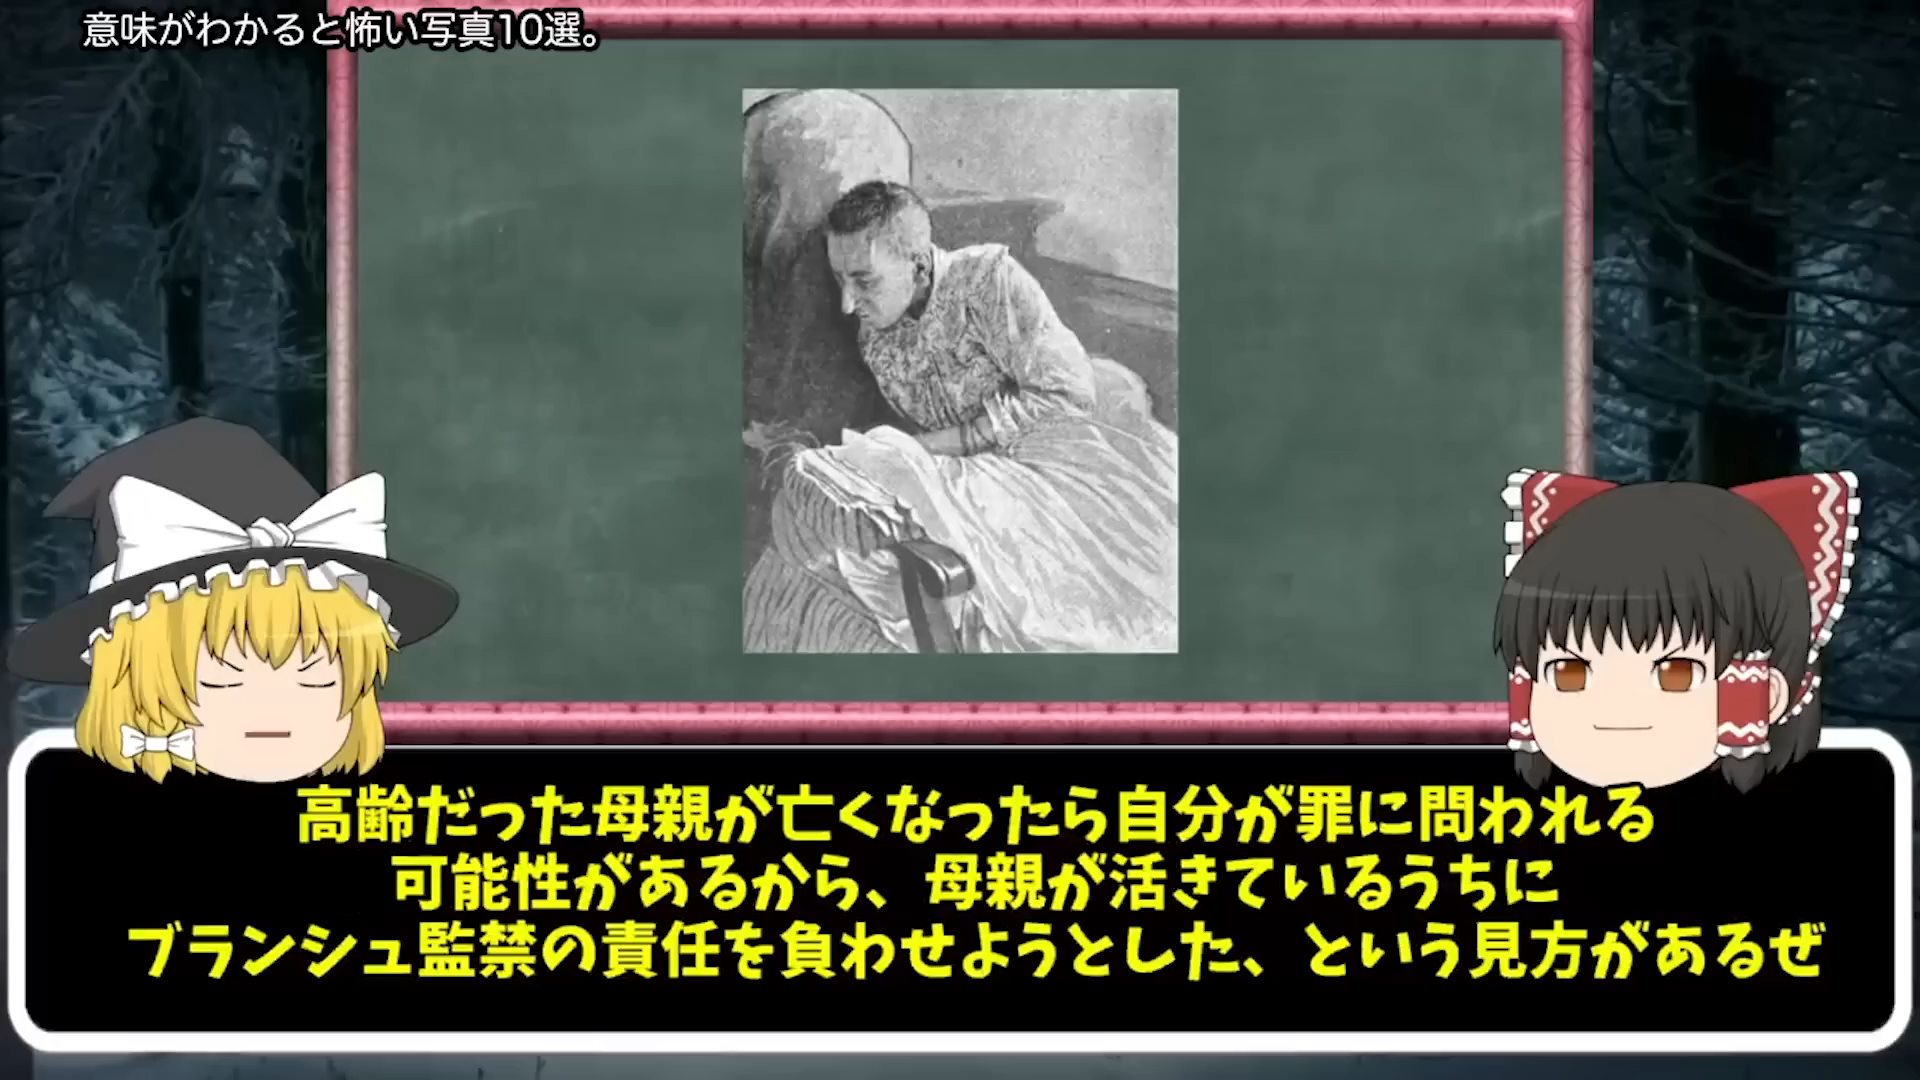 意味がわかると怖い写真10選。
高齢だった母親が亡くなったら自分が罪に問われる
可能性があるから、母親が活きているうちに
ブランシュ監禁の責任を負わせようとした、という見方があるぜ